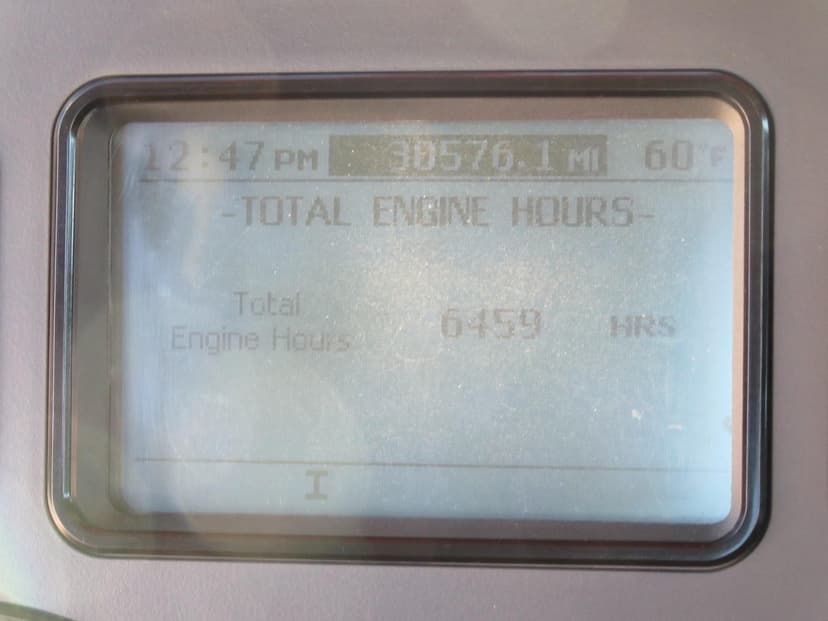 12:47 PM 30576.1 MI 60°F
-TOTAL ENGINE HOURS-
Total
Engine Hours
6459 HRS
I